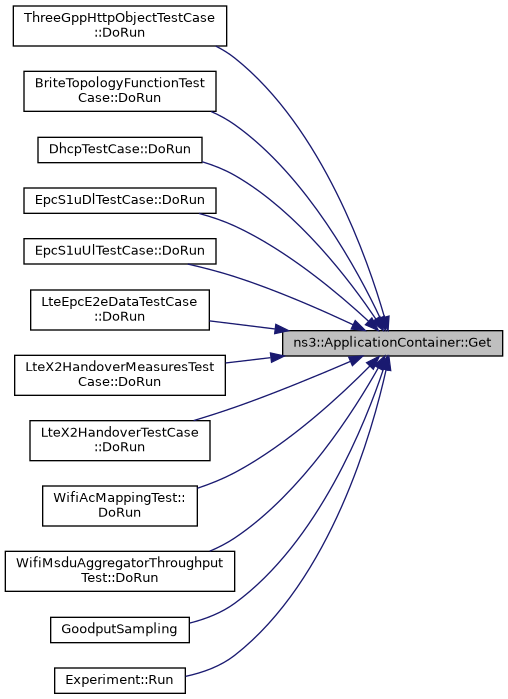 ThreeGppHttpObjectTestCase
::DoRun
BriteTopologyFunctionTest
Case::DoRun
DhcpTestCase::DoRun
EpcS1uDlTestCase::DoRun
EpcS1uUlTestCase::DoRun
LteEpcE2eDataTestCase
::DoRun
ns3::ApplicationContainer::Get
LteX2HandoverMeasuresTest
Case::DoRun
LteX2HandoverTestCase
::DoRun
WifiAcMappingTest::
DoRun
WifiMsduAggregatorThroughput
Test::DoRun
GoodputSampling
Experiment::Run